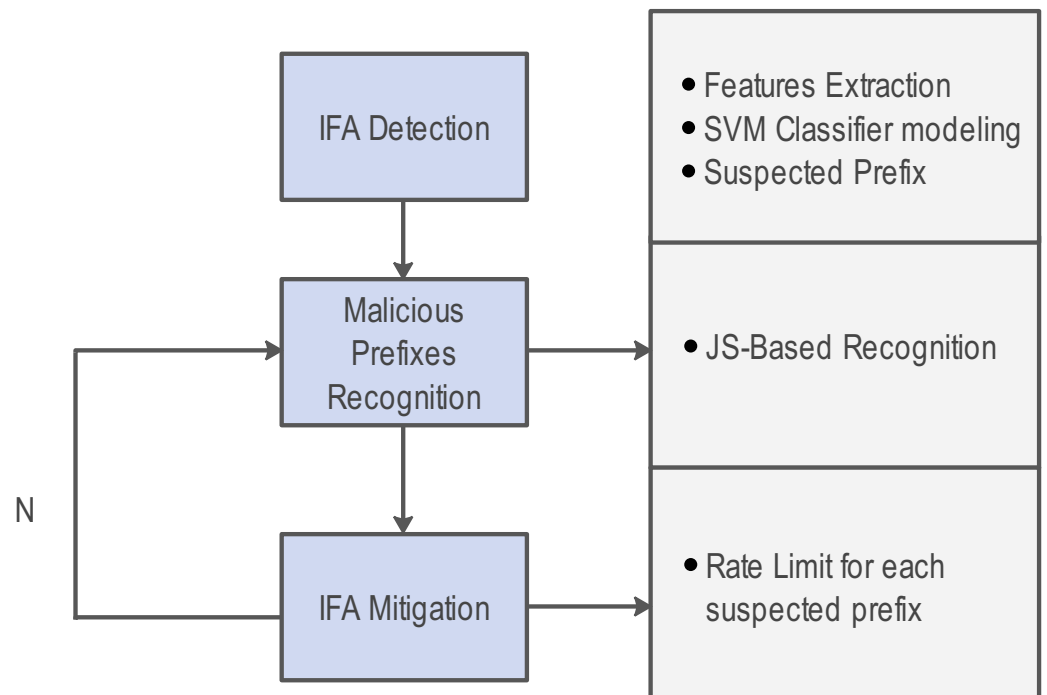 IFA Detection
• Features Extraction
• SVM Classifier modeling
• Suspected Prefix
Malicious
Prefixes
Recognition
• JS-Based Recognition
N
IFA Mitigation
• Rate Limit for each
suspected prefix